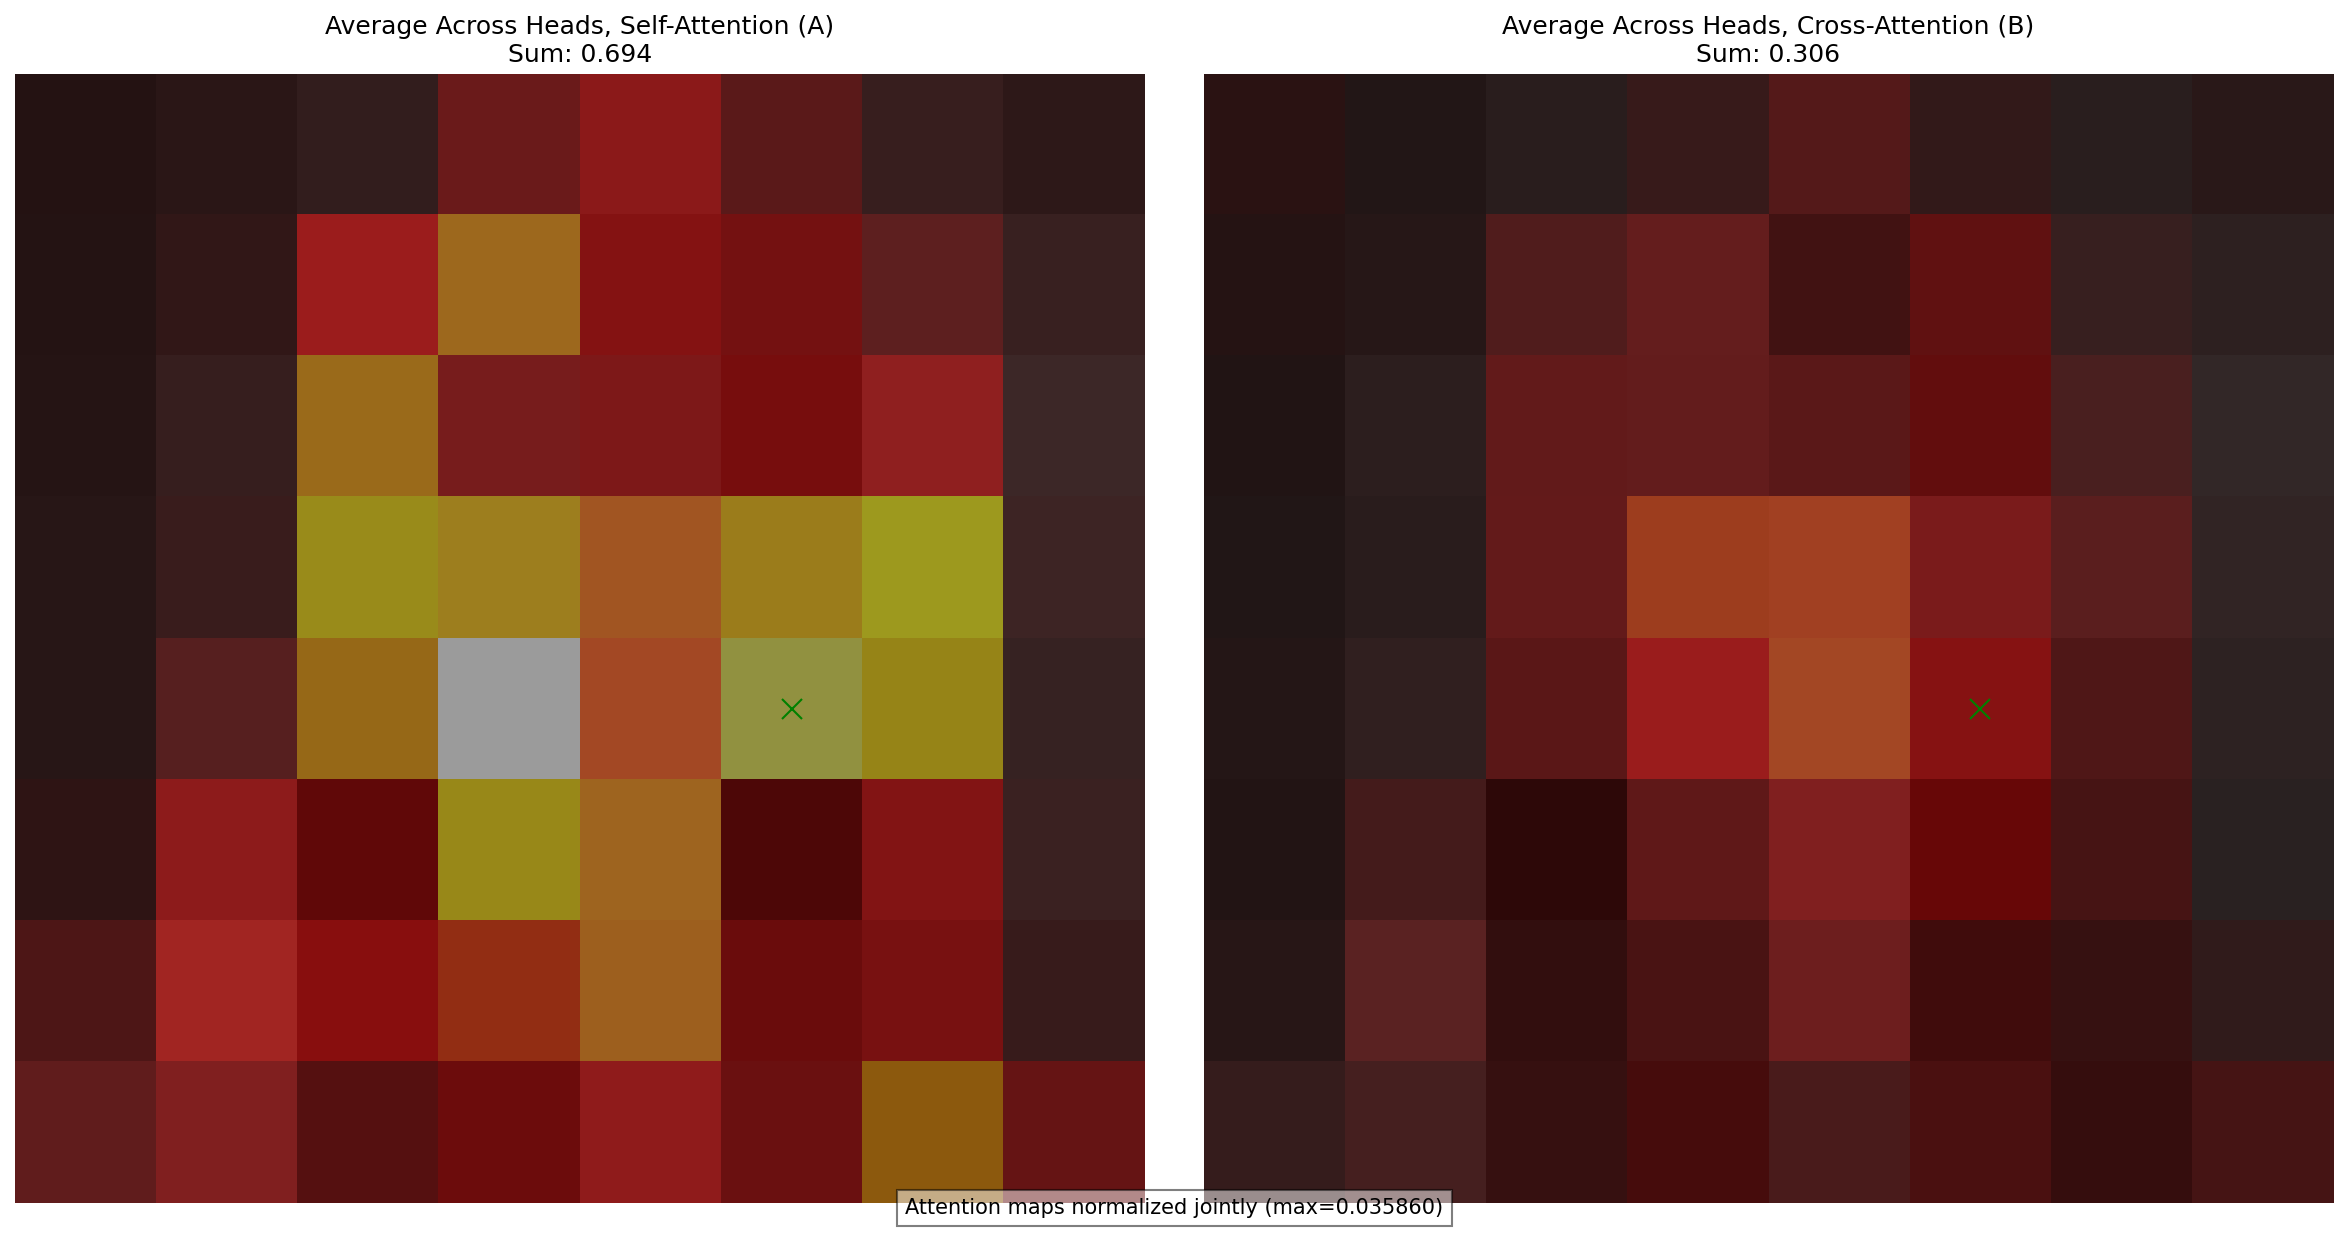 Average Across Heads, Self-Attention (A)
Sum: 0.694
Average Across Heads, Cross-Attention (B)
Sum: 0.306
Attention maps normalized jointly (max=0.035860)